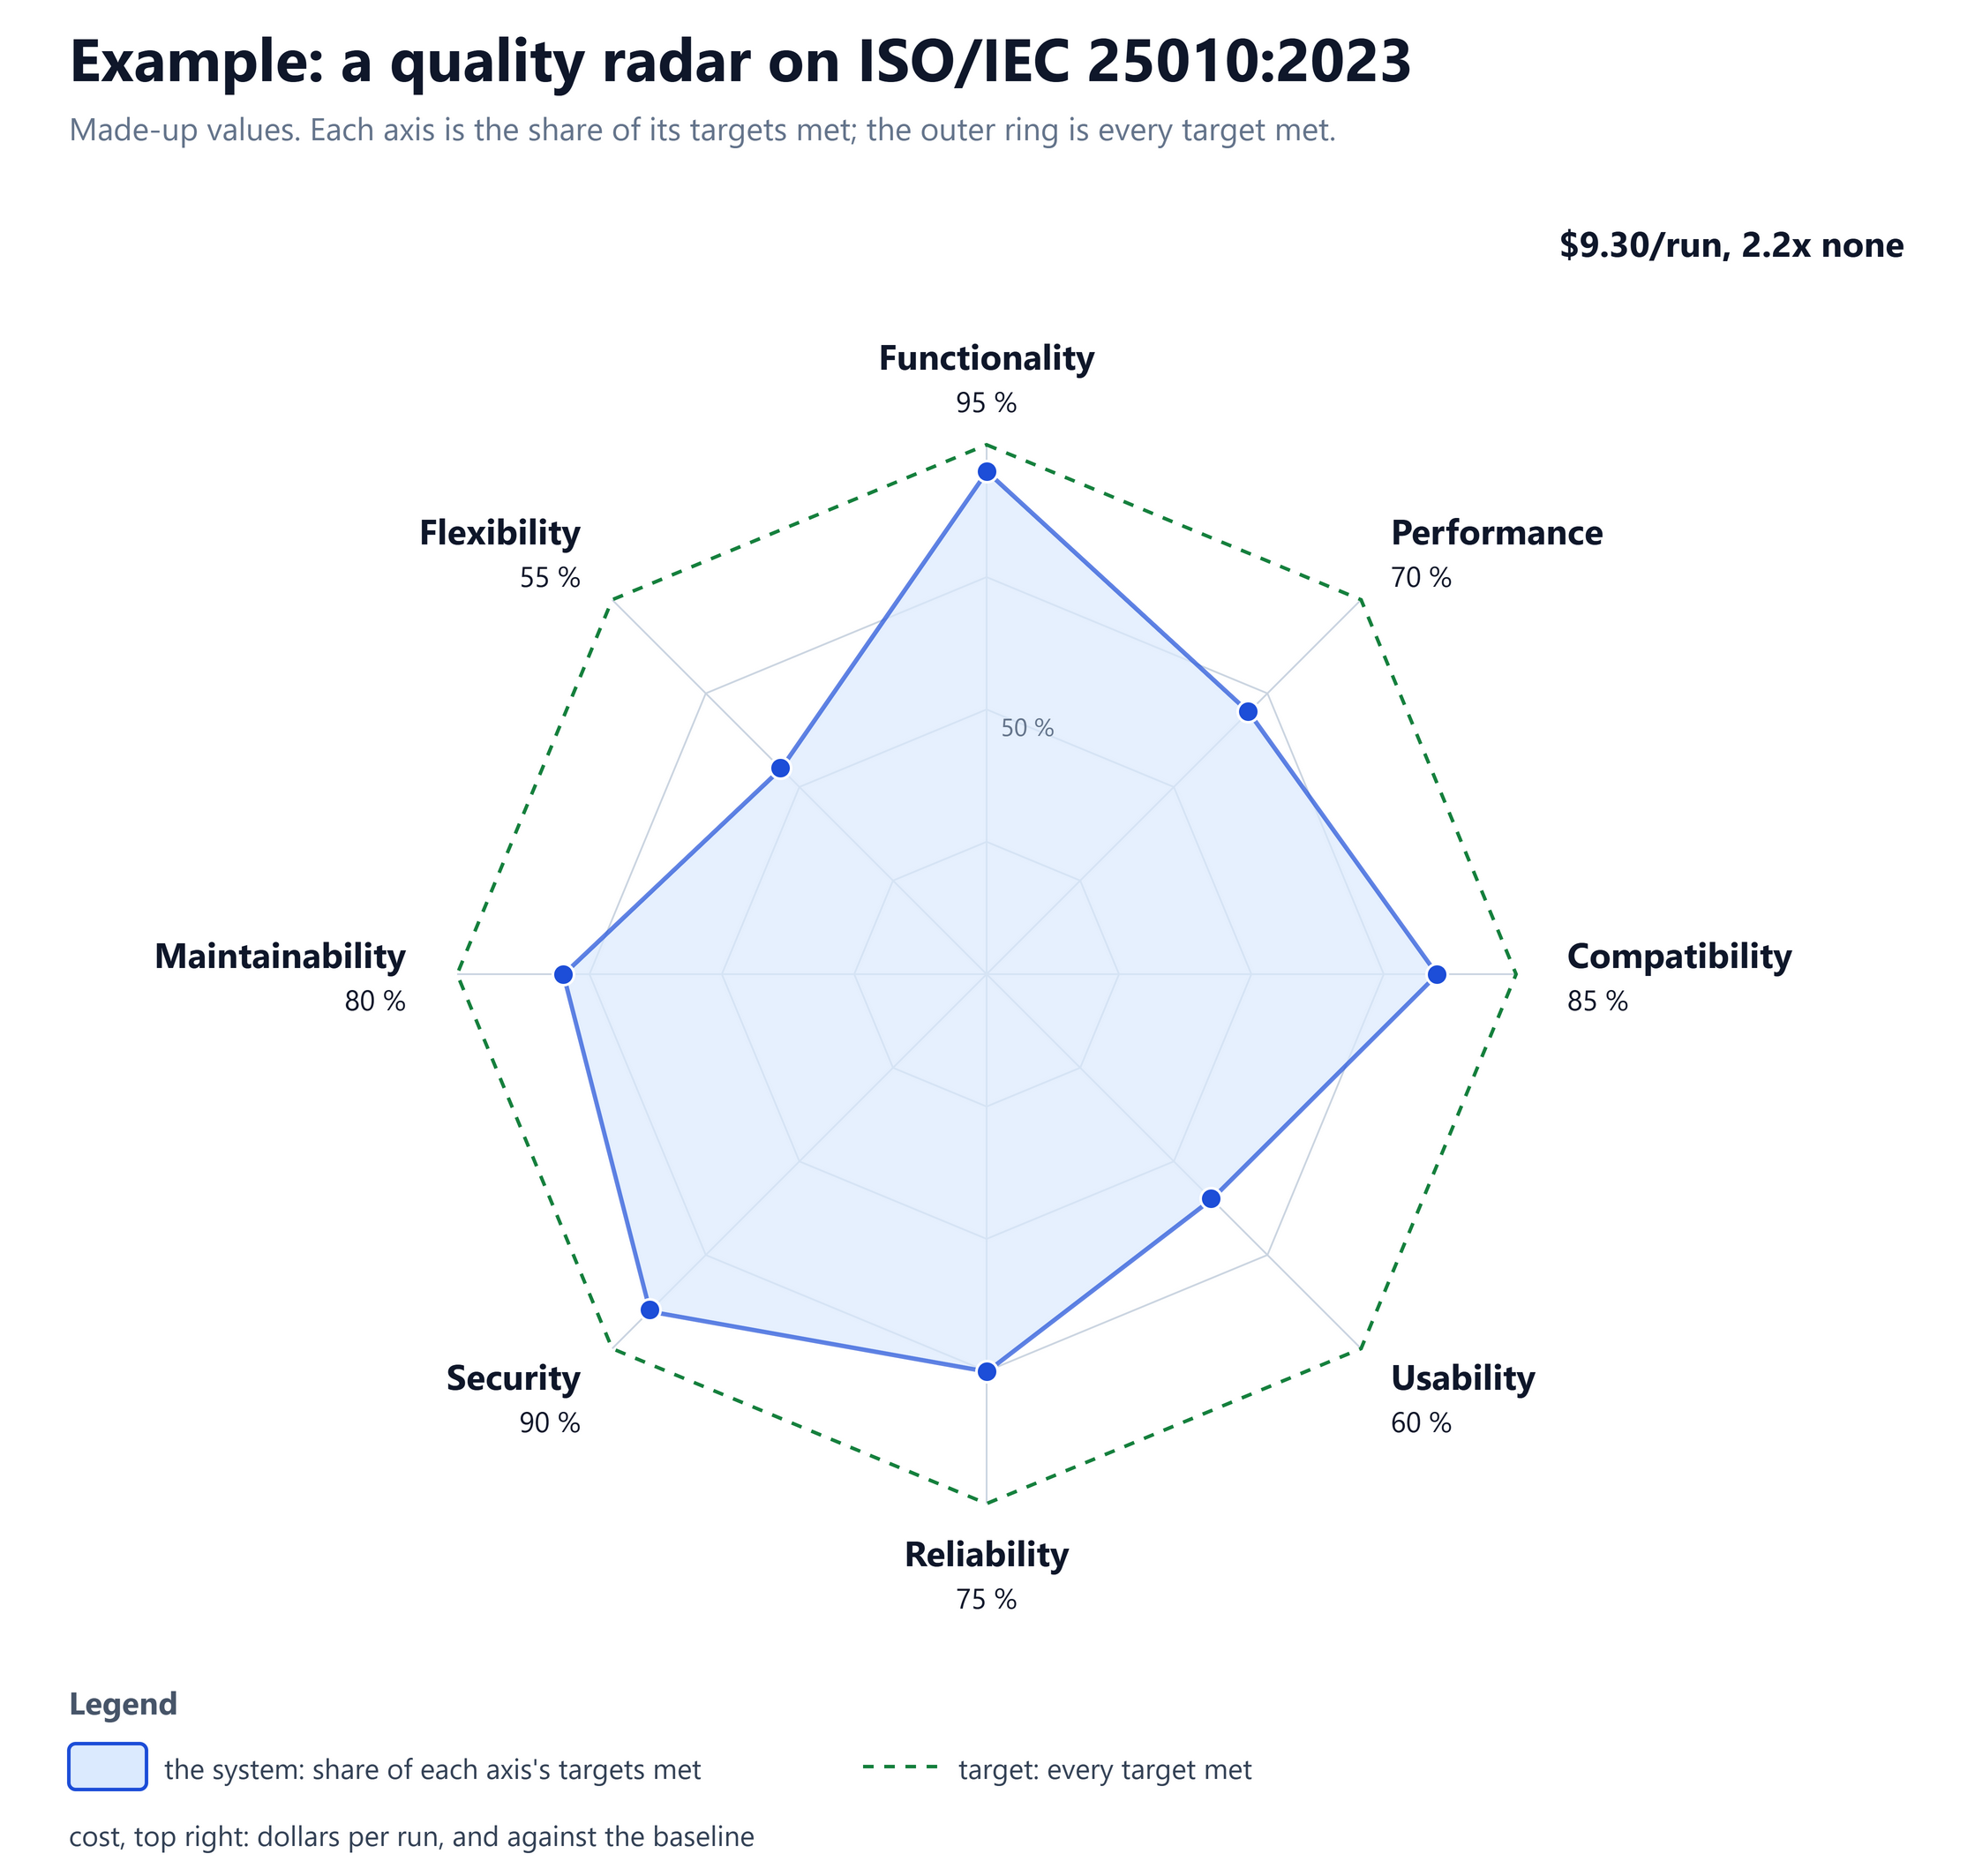 Example: a quality radar on ISO/IEC 25010:2023
Made-up values. Each axis is the share of its targets met; the outer ring is every target met.
$9.30/run, 2.2x none
Functionality
95 %
Flexibility
55 %
Performance
70 %
50 %
Maintainability
80 %
Compatibility
85 %
Security
90 %
Usability
60 %
Reliability
75 %
Legend
the system: share of each axis's targets met
target: every target met
cost, top right: dollars per run, and against the baseline